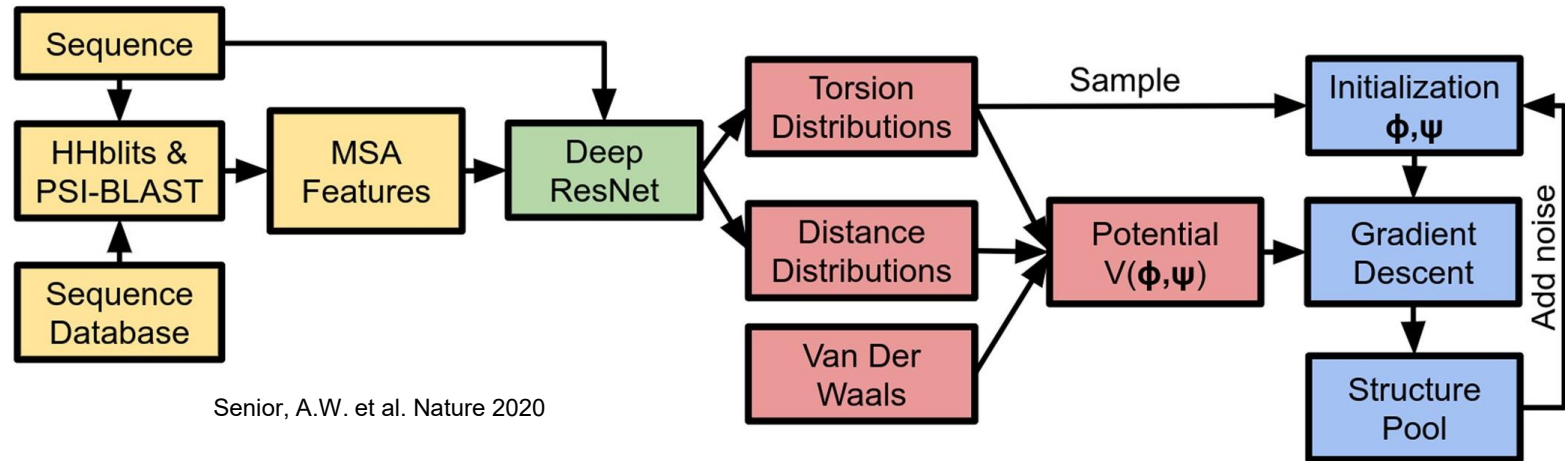 Sequence
HHblits &
PSI-BLAST
Sequence
Database
MSA
Features
Deep
ResNet
Torsion
Distributions
Distance
Distributions
Van Der
Waals
Potential
V(ϕ,ψ)
Sample
Initialization
ϕ,ψ
Gradient
Descent
Structure
Pool
Add noise
Senior, A.W. et al. Nature 2020